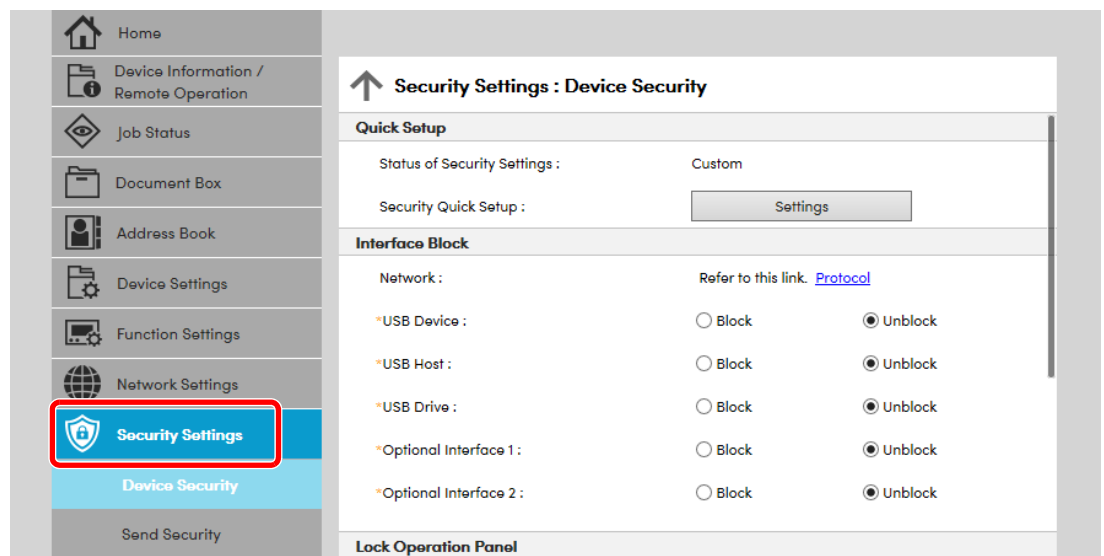 Home
Device Information /
Remote Operation
Job Status
Document Box
Address Book
Device Settings
Function Settings
Network Settings
Security Settings
Device Security
Send Security
Security Settings : Device Security
Quick Setup
Status of Security Settings : Custom
Security Quick Setup : Settings
Interface Block
Network : Refer to this link. Protocol
*USB Device : Block Unblock
*USB Host : Block Unblock
*USB Drive : Block Unblock
*Optional Interface 1 : Block Unblock
*Optional Interface 2 : Block Unblock
Lock Operation Panel